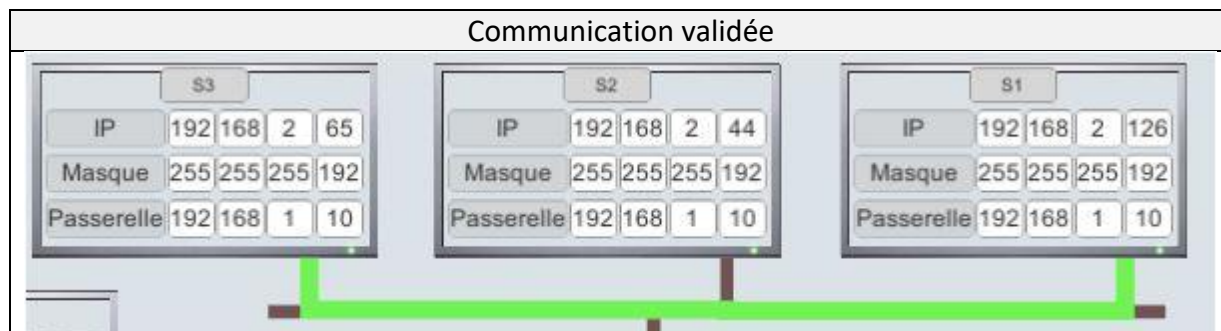 Communication validée
S3
IP 192 168 2 65
Masque 255 255 255 192
Passerelle 192 168 1 10
S2
IP 192 168 2 44
Masque 255 255 255 192
Passerelle 192 168 1 10
S1
IP 192 168 2 126
Masque 255 255 255 192
Passerelle 192 168 1 10